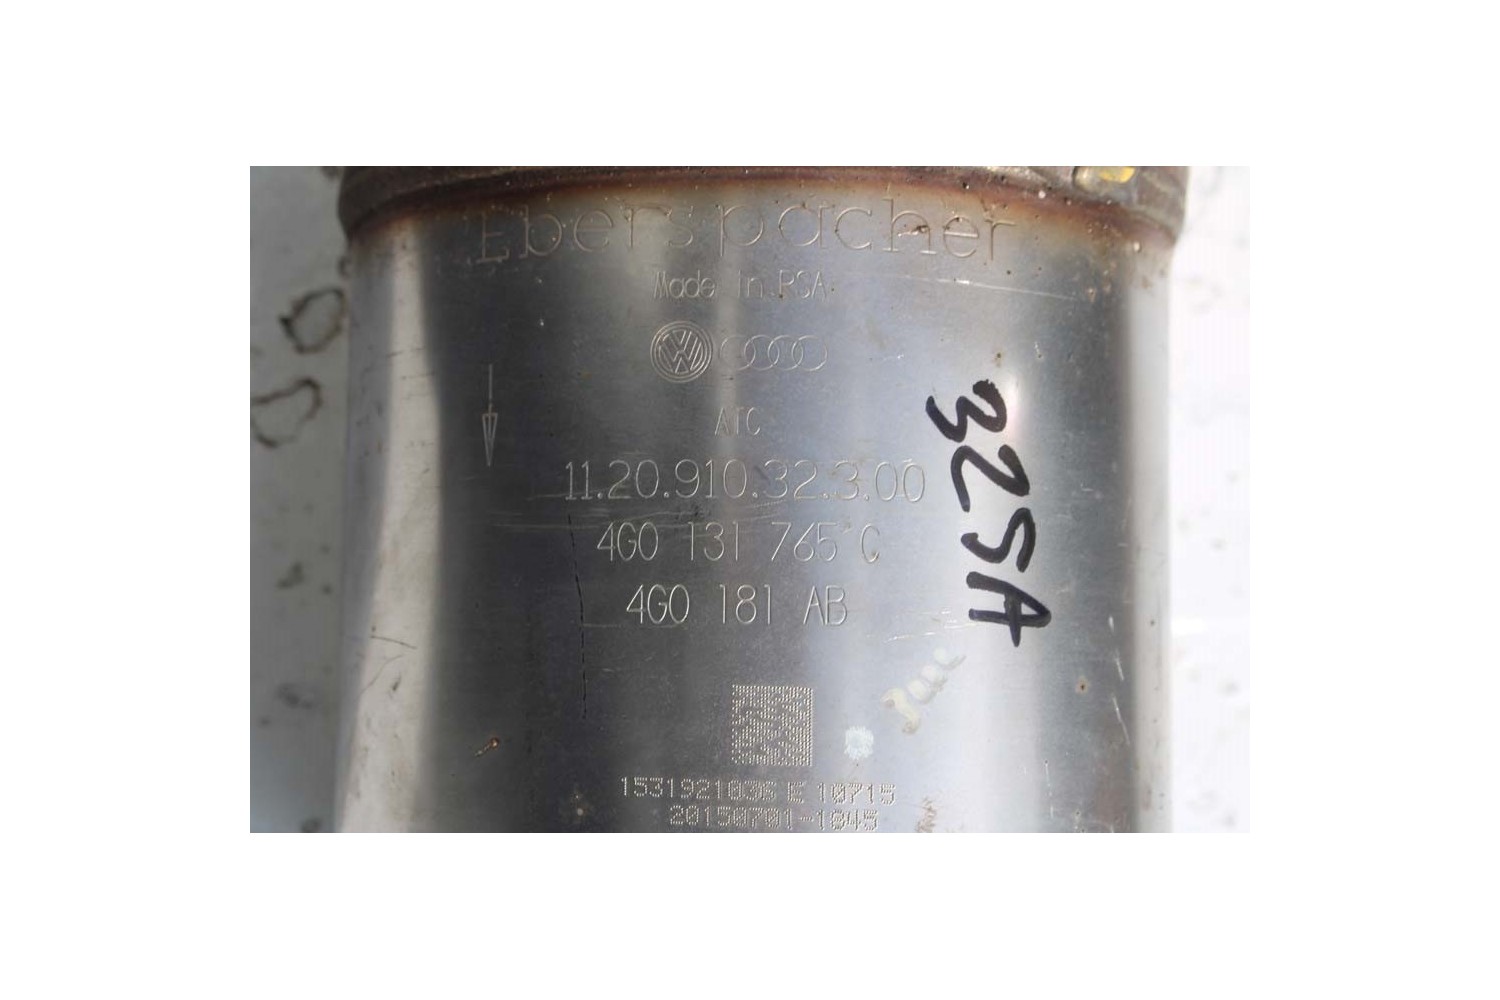 Eberspächer
Made in RSA
ATC
11.20.910.32.3.00
4G0 131 765 C
4G0 181 AB
1531921036 E 10715
20150701-1845
325A